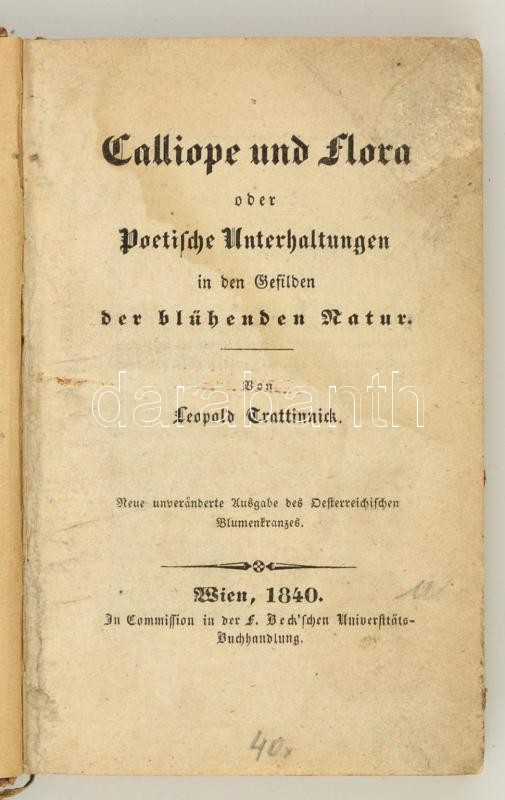 Calliope und Flora
oder
Poetische Unterhaltungen
in den Gefilden
der blühenden Natur.
Von
darabanth
Leopold Trattinnick.
Neue unveränderte Ausgabe des Oesterreichischen
Blumenkranzes.
Wien, 1840.
In Commission in der F. Beck'schen Universitäts-
Buchhandlung.
40